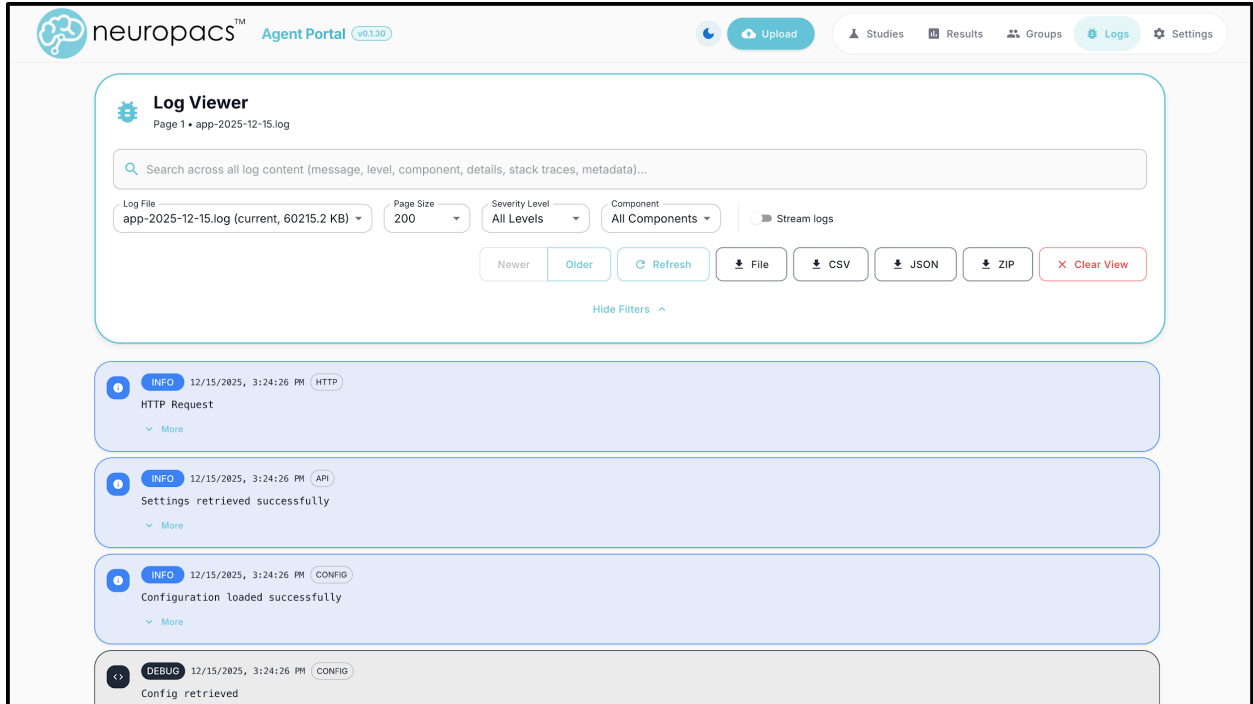 neuropacs™ Agent Portal v0.1.30 Upload Studies Results Groups Logs Settings
Log Viewer
Page 1 • app-2025-12-15.log
Search across all log content (message, level, component, details, stack traces, metadata)...
Log File Page Size Severity Level Component
app-2025-12-15.log (current, 60215.2 KB) 200 All Levels All Components Stream logs
Newer Older Refresh File CSV JSON ZIP Clear View
Hide Filters
INFO 12/15/2025, 3:24:26 PM HTTP
HTTP Request
More
INFO 12/15/2025, 3:24:26 PM API
Settings retrieved successfully
More
INFO 12/15/2025, 3:24:26 PM CONFIG
Configuration loaded successfully
More
DEBUG 12/15/2025, 3:24:26 PM CONFIG
Config retrieved